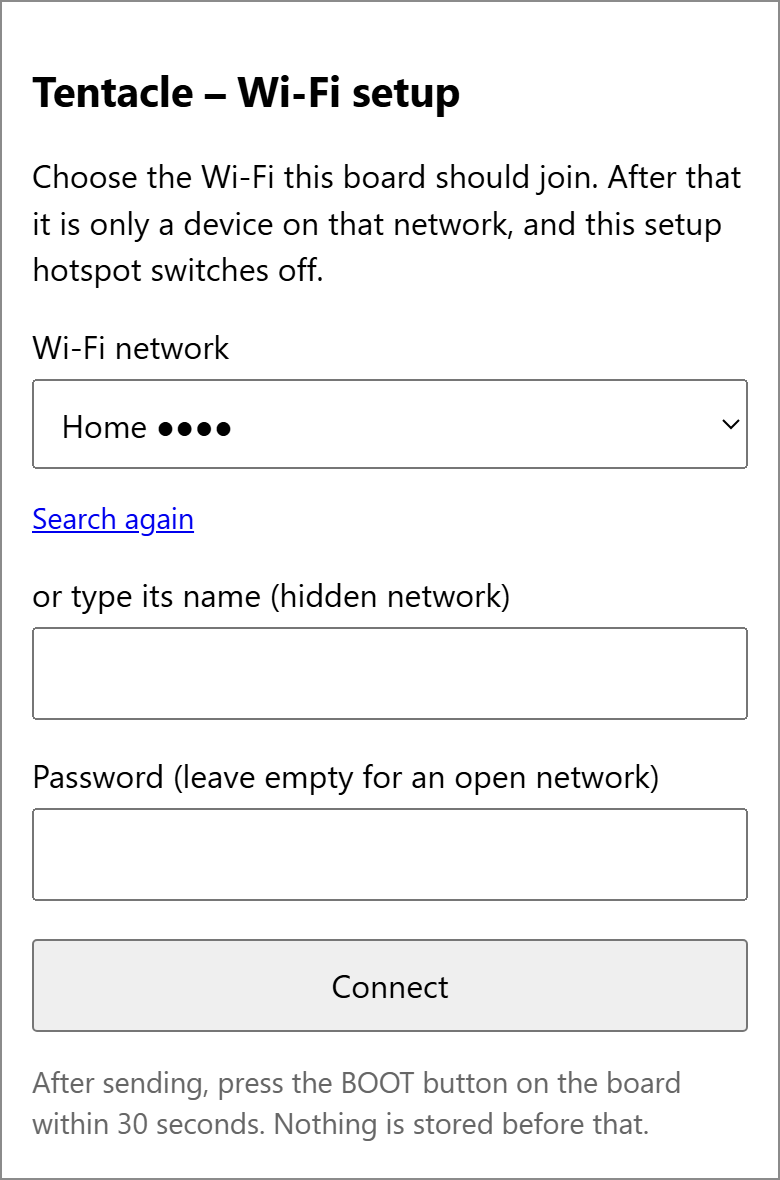 Tentacle – Wi-Fi setup
Choose the Wi-Fi this board should join. After that
it is only a device on that network, and this setup
hotspot switches off.
Wi-Fi network
Home ●●●●
Search again
or type its name (hidden network)
Password (leave empty for an open network)
Connect
After sending, press the BOOT button on the board
within 30 seconds. Nothing is stored before that.